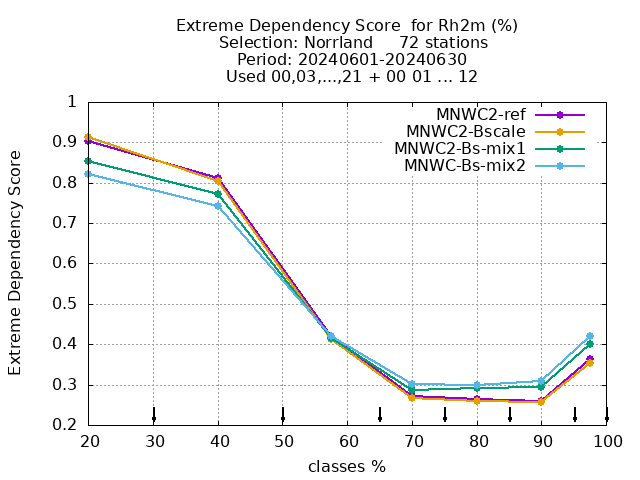 Extreme Dependency Score  for Rh2m (%)
Selection: Norrland     72 stations
Period: 20240601-20240630
Used 00,03,...,21 + 00 01 ... 12
MNWC2-ref
MNWC2-Bscale
MNWC2-Bs-mix1
MNWC-Bs-mix2
Extreme Dependency Score
1
0.9
0.8
0.7
0.6
0.5
0.4
0.3
0.2
20 30 40 50 60 70 80 90 100
classes %